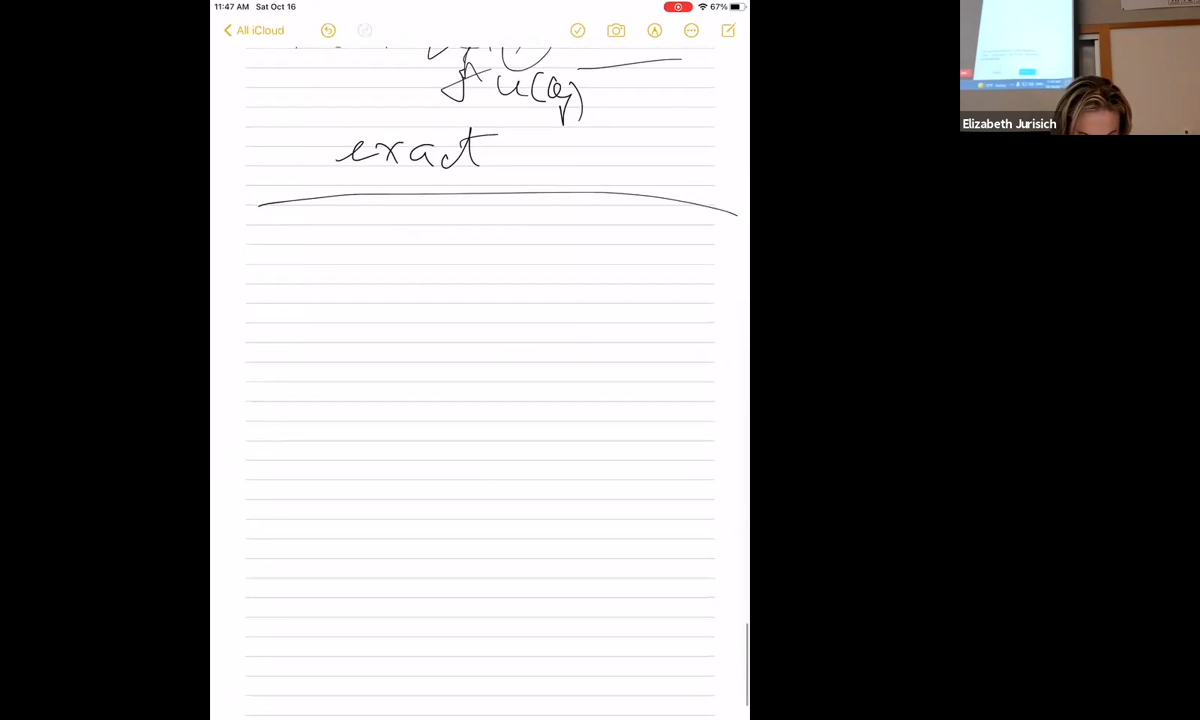 11:47 AM Sat Oct 16
67%
All iCloud
u(g)
exact
Elizabeth Jurisich